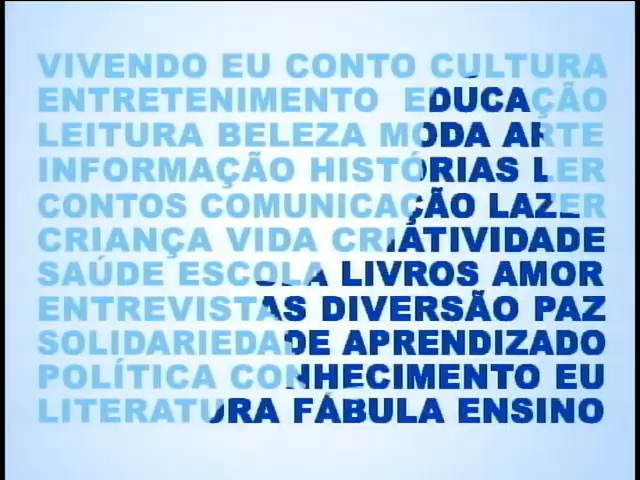 VIVENDO EU CONTO CULTURA
ENTRETENIMENTO EDUCAÇÃO
LEITURA BELEZA MODA ARTE
INFORMAÇÃO HISTÓRIAS LER
CONTOS COMUNICAÇÃO LAZER
CRIANÇA VIDA CRIATIVIDADE
SAÚDE ESCOLA LIVROS AMOR
ENTREVISTAS DIVERSÃO PAZ
SOLIDARIEDADE APRENDIZADO
POLÍTICA CONHECIMENTO EU
LITERATURA FÁBULA ENSINO